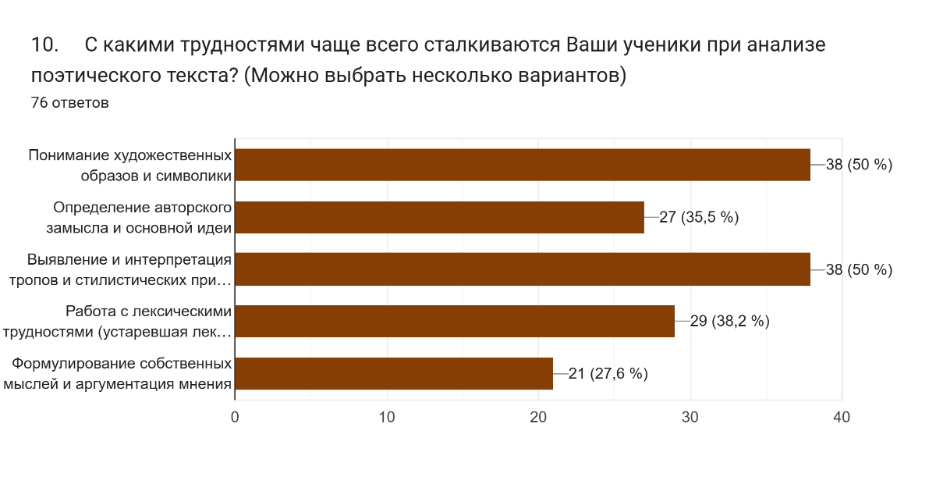 10. С какими трудностями чаще всего сталкиваются Ваши ученики при анализе
поэтического текста? (Можно выбрать несколько вариантов)
76 ответов
Понимание художественных
образов и символики
38 (50 %)
Определение авторского
замысла и основной идеи
27 (35,5 %)
Выявление и интерпретация
тропов и стилистических при…
38 (50 %)
Работа с лексическими
трудностями (устаревшая лек…
29 (38,2 %)
Формулирование собственных
мыслей и аргументация мнения
21 (27,6 %)
0 10 20 30 40